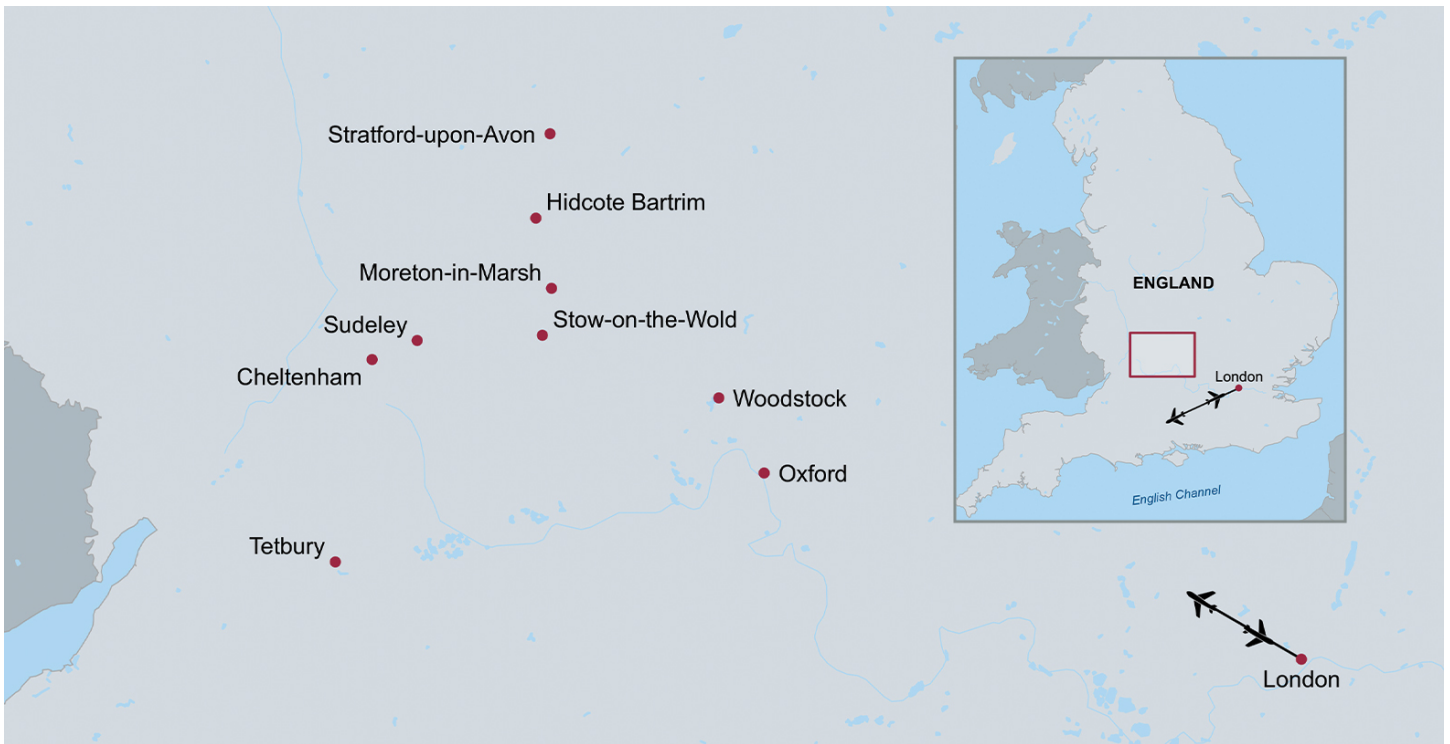 Stratford-upon-Avon
Hidcote Bartrim
Moreton-in-Marsh
Stow-on-the-Wold
Sudeley
Cheltenham
Woodstock
Oxford
Tetbury
London
ENGLAND
London
English Channel